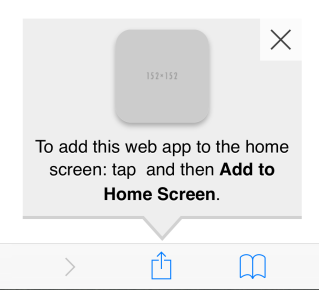 152×152
To add this web app to the home
screen: tap and then Add to
Home Screen.